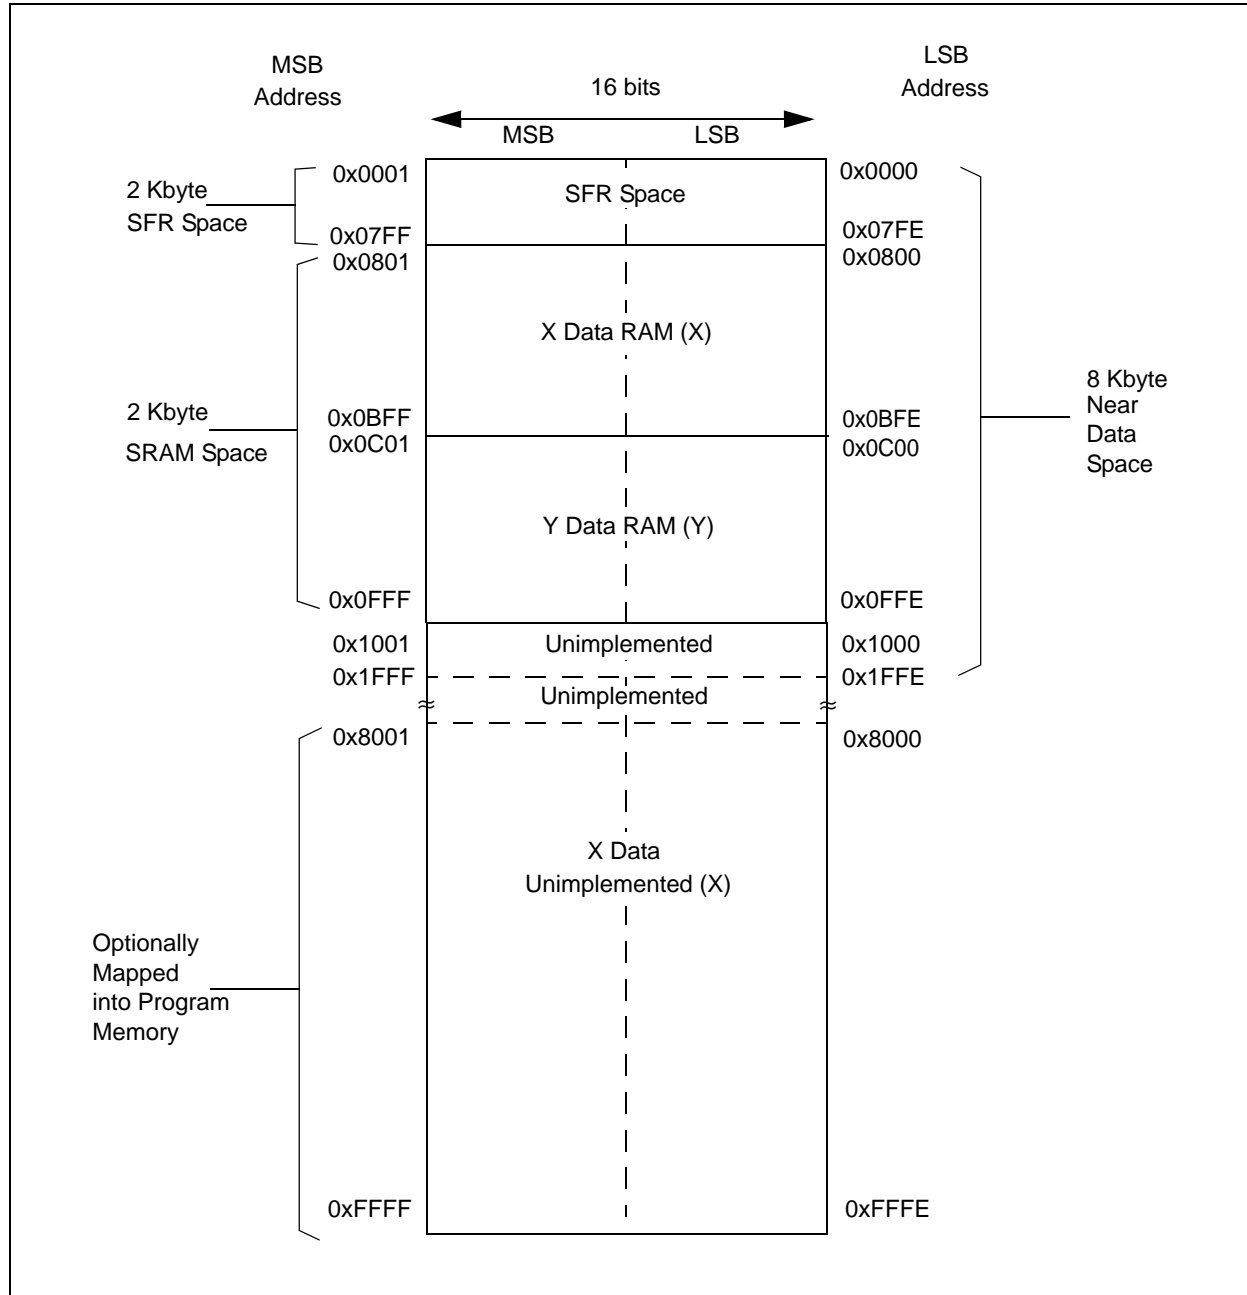 MSB
Address
16 bits
LSB
Address
MSB
LSB
2 Kbyte
SFR Space
0x0001
SFR Space
0x0000
0x07FF
0x07FE
0x0801
0x0800
X Data RAM (X)
2 Kbyte
SRAM Space
0x0BFF
0x0BFE
0x0C01
0x0C00
8 Kbyte
Near
Data
Space
Y Data RAM (Y)
0x0FFF
0x0FFE
0x1001
Unimplemented
0x1000
0x1FFF
0x1FFE
Unimplemented
≈
≈
0x8001
0x8000
X Data
Unimplemented (X)
Optionally
Mapped
into Program
Memory
0xFFFF
0xFFFE